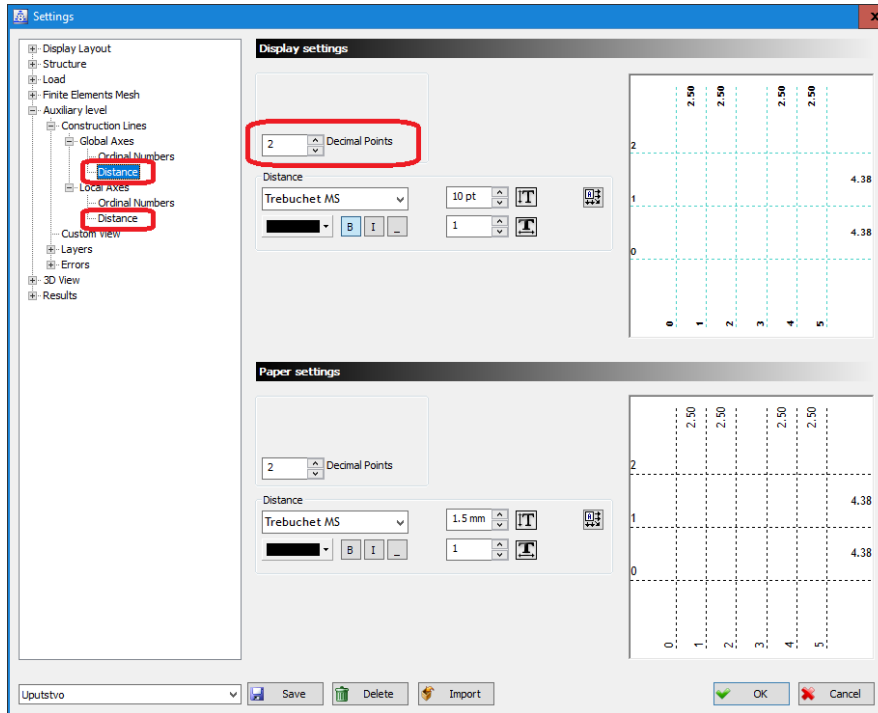 Settings
Display Layout
Structure
Load
Finite Elements Mesh
Auxiliary level
Construction Lines
Global Axes
Ordinal Numbers
Distance
Local Axes
Ordinal Numbers
Distance
Custom View
Layers
Errors
3D View
Results
Display settings
2 Decimal Points
Distance
Trebuchet MS 10 pt T
B I _ 1 T
2.50 2.50 2.50 2.50
2
4.38
1
4.38
0
0 1 2 3 4 5
Paper settings
2 Decimal Points
Distance
Trebuchet MS 1.5 mm T
B I _ 1 T
2.50 2.50 2.50 2.50
2
4.38
1
4.38
0
0 1 2 3 4 5
Uputstvo Save Delete Import OK Cancel